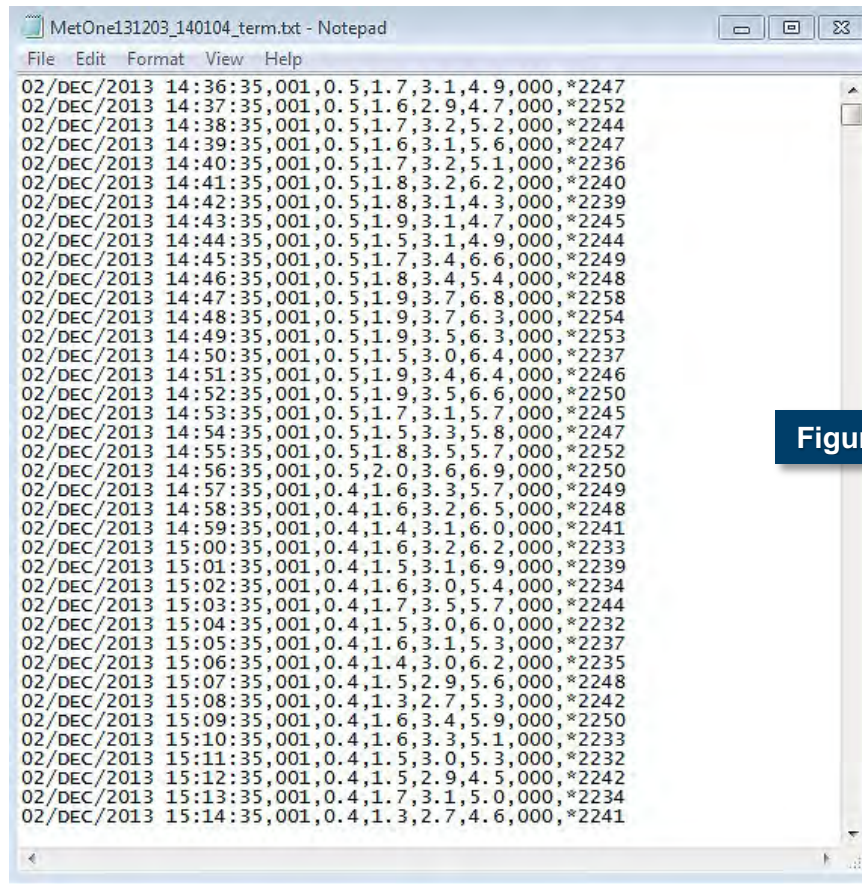 MetOne131203_140104_term.txt - Notepad
File Edit Format View Help
02/DEC/2013 14:36:35,001,0.5,1.7,3.1,4.9,000,*2247
02/DEC/2013 14:37:35,001,0.5,1.6,2.9,4.7,000,*2252
02/DEC/2013 14:38:35,001,0.5,1.7,3.2,5.2,000,*2244
02/DEC/2013 14:39:35,001,0.5,1.6,3.1,5.6,000,*2247
02/DEC/2013 14:40:35,001,0.5,1.7,3.2,5.1,000,*2236
02/DEC/2013 14:41:35,001,0.5,1.8,3.2,6.2,000,*2240
02/DEC/2013 14:42:35,001,0.5,1.8,3.1,4.3,000,*2239
02/DEC/2013 14:43:35,001,0.5,1.9,3.1,4.7,000,*2245
02/DEC/2013 14:44:35,001,0.5,1.5,3.1,4.9,000,*2244
02/DEC/2013 14:45:35,001,0.5,1.7,3.4,6.6,000,*2249
02/DEC/2013 14:46:35,001,0.5,1.8,3.4,5.4,000,*2248
02/DEC/2013 14:47:35,001,0.5,1.9,3.7,6.8,000,*2258
02/DEC/2013 14:48:35,001,0.5,1.9,3.7,6.3,000,*2254
02/DEC/2013 14:49:35,001,0.5,1.9,3.5,6.3,000,*2253
02/DEC/2013 14:50:35,001,0.5,1.5,3.0,6.4,000,*2237
02/DEC/2013 14:51:35,001,0.5,1.9,3.4,6.4,000,*2246
02/DEC/2013 14:52:35,001,0.5,1.9,3.5,6.6,000,*2250
02/DEC/2013 14:53:35,001,0.5,1.7,3.1,5.7,000,*2245
02/DEC/2013 14:54:35,001,0.5,1.5,3.3,5.8,000,*2247
02/DEC/2013 14:55:35,001,0.5,1.8,3.5,5.7,000,*2252
02/DEC/2013 14:56:35,001,0.5,2.0,3.6,6.9,000,*2250
02/DEC/2013 14:57:35,001,0.4,1.6,3.3,5.7,000,*2249
02/DEC/2013 14:58:35,001,0.4,1.6,3.2,6.5,000,*2248
02/DEC/2013 14:59:35,001,0.4,1.4,3.1,6.0,000,*2241
02/DEC/2013 15:00:35,001,0.4,1.6,3.2,6.2,000,*2233
02/DEC/2013 15:01:35,001,0.4,1.5,3.1,6.9,000,*2239
02/DEC/2013 15:02:35,001,0.4,1.6,3.0,5.4,000,*2234
02/DEC/2013 15:03:35,001,0.4,1.7,3.5,5.7,000,*2244
02/DEC/2013 15:04:35,001,0.4,1.5,3.0,6.0,000,*2232
02/DEC/2013 15:05:35,001,0.4,1.6,3.1,5.3,000,*2237
02/DEC/2013 15:06:35,001,0.4,1.4,3.0,6.2,000,*2235
02/DEC/2013 15:07:35,001,0.4,1.5,2.9,5.6,000,*2248
02/DEC/2013 15:08:35,001,0.4,1.3,2.7,5.3,000,*2242
02/DEC/2013 15:09:35,001,0.4,1.6,3.4,5.9,000,*2250
02/DEC/2013 15:10:35,001,0.4,1.6,3.3,5.1,000,*2233
02/DEC/2013 15:11:35,001,0.4,1.5,3.0,5.3,000,*2232
02/DEC/2013 15:12:35,001,0.4,1.5,2.9,4.5,000,*2242
02/DEC/2013 15:13:35,001,0.4,1.7,3.1,5.0,000,*2234
02/DEC/2013 15:14:35,001,0.4,1.3,2.7,4.6,000,*2241